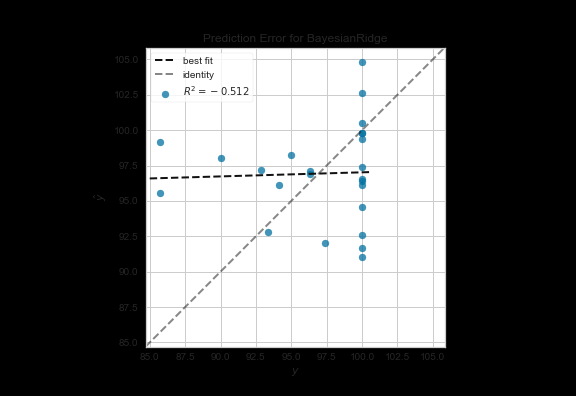 Prediction Error for BayesianRidge
105.0
102.5
100.0
97.5
95.0
92.5
90.0
87.5
85.0
ŷ
best fit
identity
R² = −0.512
85.0 87.5 90.0 92.5 95.0 97.5 100.0 102.5 105.0
y